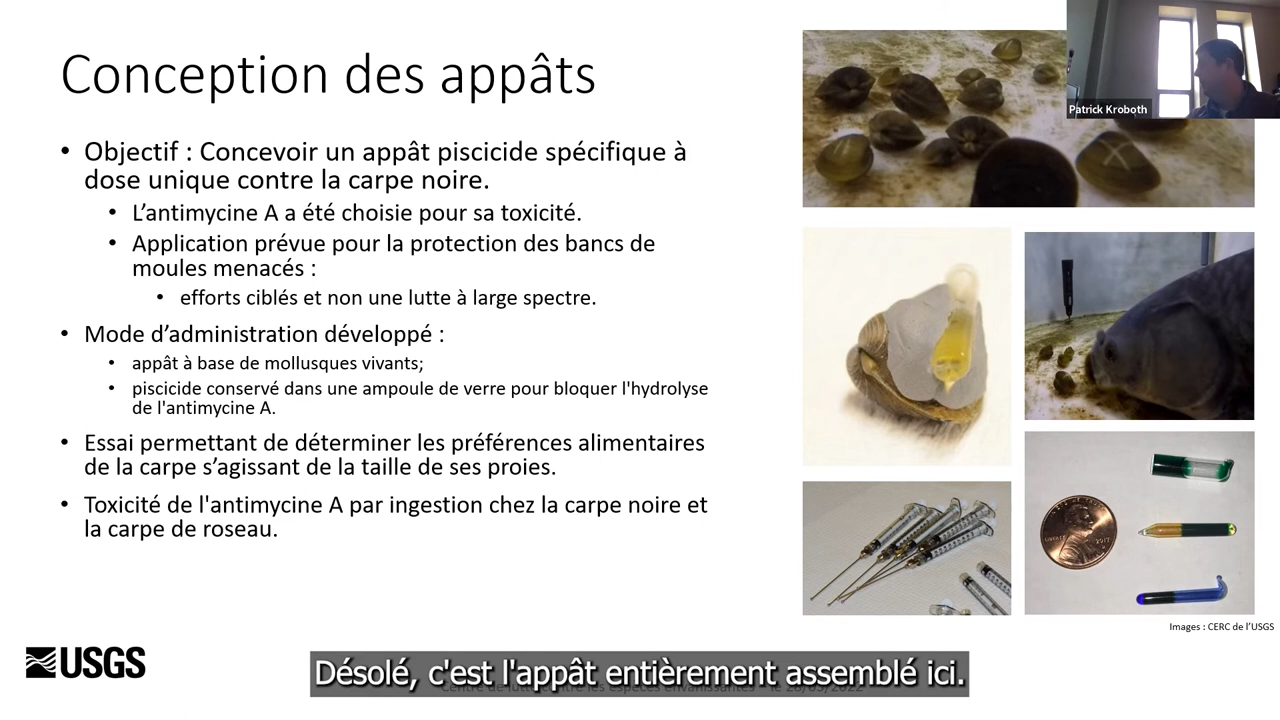 Conception des appâts
• Objectif : Concevoir un appât piscicide spécifique à
dose unique contre la carpe noire.
• L’antimycine A a été choisie pour sa toxicité.
• Application prévue pour la protection des bancs de
moules menacés :
• efforts ciblés et non une lutte à large spectre.
• Mode d’administration développé :
• appât à base de mollusques vivants;
• piscicide conservé dans une ampoule de verre pour bloquer l'hydrolyse
de l'antimycine A.
• Essai permettant de déterminer les préférences alimentaires
de la carpe s’agissant de la taille de ses proies.
• Toxicité de l'antimycine A par ingestion chez la carpe noire et
la carpe de roseau.
Patrick Kroboth
Images : CERC de l’USGS
USGS
Désolé, c'est l'appât entièrement assemblé ici.